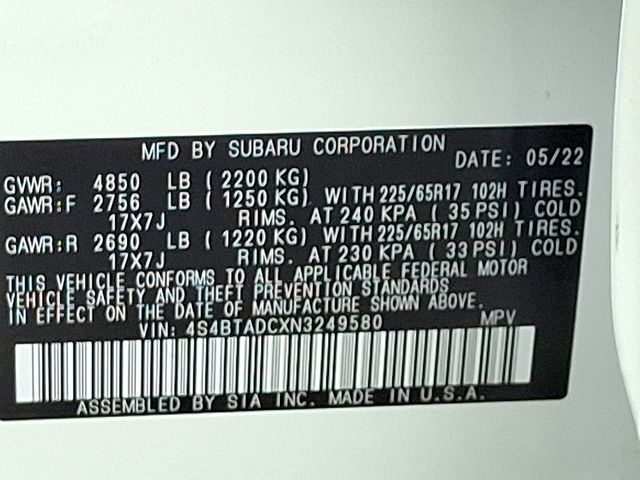 MFD BY SUBARU CORPORATION DATE: 05/22
GVWR: 4850 LB ( 2200 KG)
GAWR:F 2756 LB ( 1250 KG) WITH 225/65R17 102H TIRES.
17X7J RIMS. AT 240 KPA ( 35 PSI) COLD
GAWR:R 2690 LB ( 1220 KG) WITH 225/65R17 102H TIRES.
17X7J RIMS. AT 230 KPA ( 33 PSI) COLD
THIS VEHICLE CONFORMS TO ALL APPLICABLE FEDERAL MOTOR
VEHICLE SAFETY AND THEFT PREVENTION STANDARDS
IN EFFECT ON THE DATE OF MANUFACTURE SHOWN ABOVE.
VIN: 4S4BTADCXN3249580 MPV
ASSEMBLED BY SIA INC. MADE IN U.S.A.